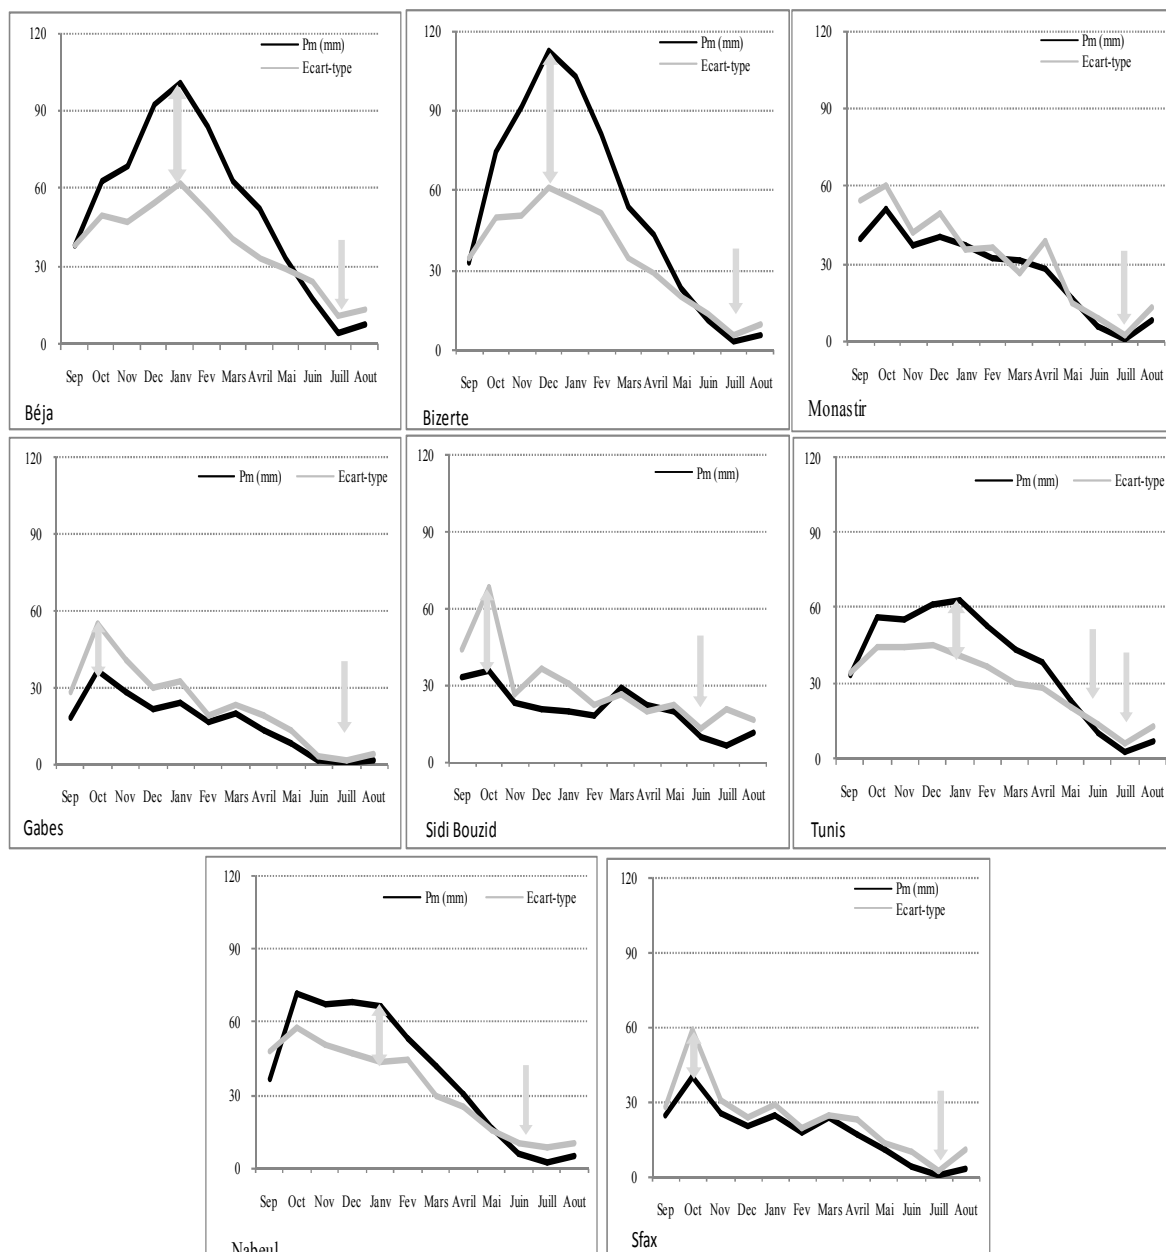 120
90
60
30
0
Pm (mm)
Ecart-type
Sep Oct Nov Dec Janv Fev Mars Avril Mai Juin Juill Aout
Béja
120
90
60
30
0
Pm (mm)
Ecart-type
Sep Oct Nov Dec Janv Fev Mars Avril Mai Juin Juill Aout
Bizerte
120
90
60
30
0
Pm (mm)
Ecart-type
Sep Oct Nov Dec Janv Fev Mars Avril Mai Juin Juill Aout
Monastir
120
90
60
30
0
Pm (mm) Ecart-type
Sep Oct Nov Dec Janv Fev Mars Avril Mai Juin Juill Aout
Gabes
120
90
60
30
0
Pm (mm)
Sep Oct Nov Dec Janv Fev Mars Avril Mai Juin Juill Aout
Sidi Bouzid
120
90
60
30
0
Pm (mm) Ecart-type
Sep Oct Nov Dec Janv Fev Mars Avril Mai Juin Juill Aout
Tunis
120
90
60
30
0
Pm (mm) Ecart-type
Sep Oct Nov Dec Janv Fev Mars Avril Mai Juin Juill Aout
Nabeul
120
90
60
30
0
Pm (mm)
Ecart-type
Sep Oct Nov Dec Janv Fev Mars Avril Mai Juin Juill Aout
Sfax